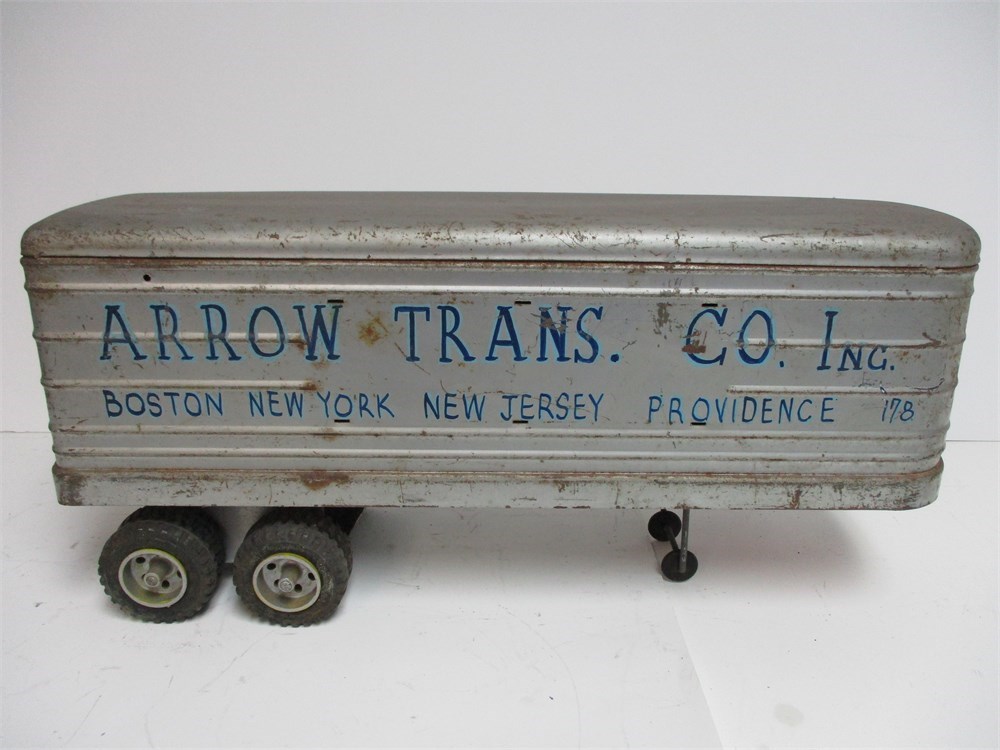 ARROW TRANS. CO. INC.
BOSTON NEW YORK NEW JERSEY PROVIDENCE 178